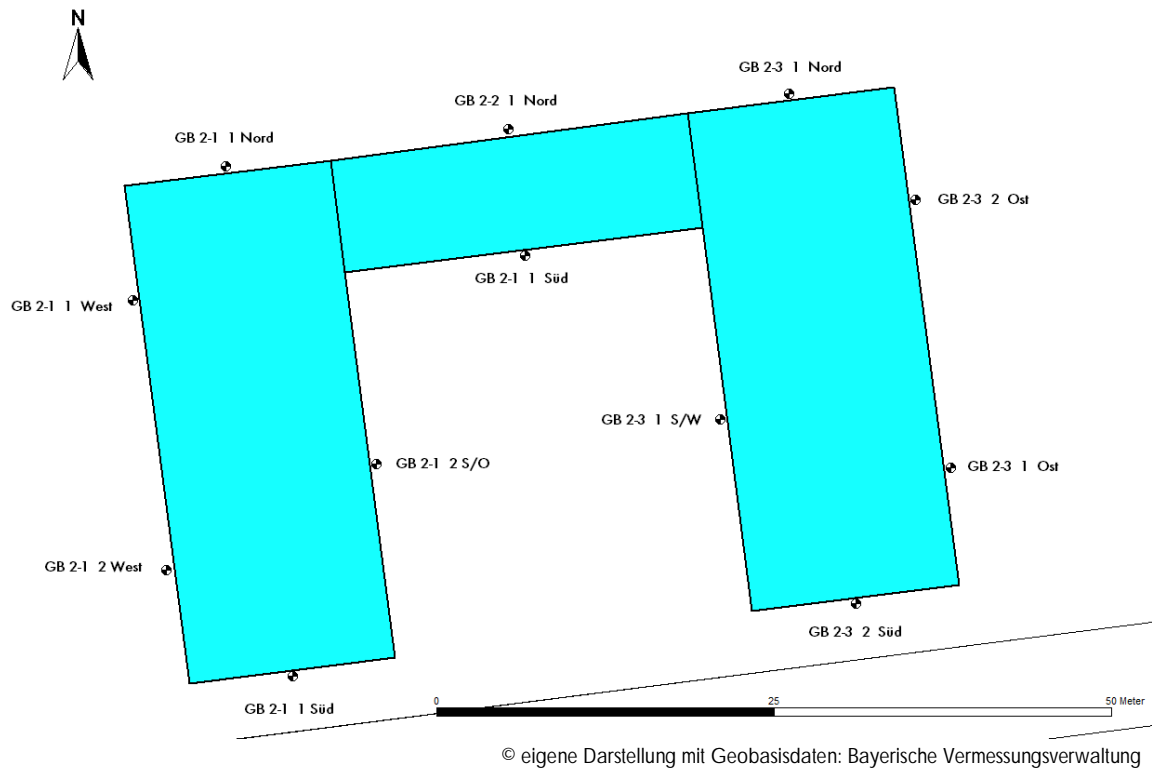 N
GB 2-3 1 Nord
GB 2-2 1 Nord
GB 2-1 1 Nord
GB 2-3 2 Ost
GB 2-1 1 Süd
GB 2-1 1 West
GB 2-3 1 S/W
GB 2-1 2 S/O
GB 2-3 1 Ost
GB 2-1 2 West
GB 2-3 2 Süd
GB 2-1 1 Süd
0 25 50 Meter
© eigene Darstellung mit Geobasisdaten: Bayerische Vermessungsverwaltung